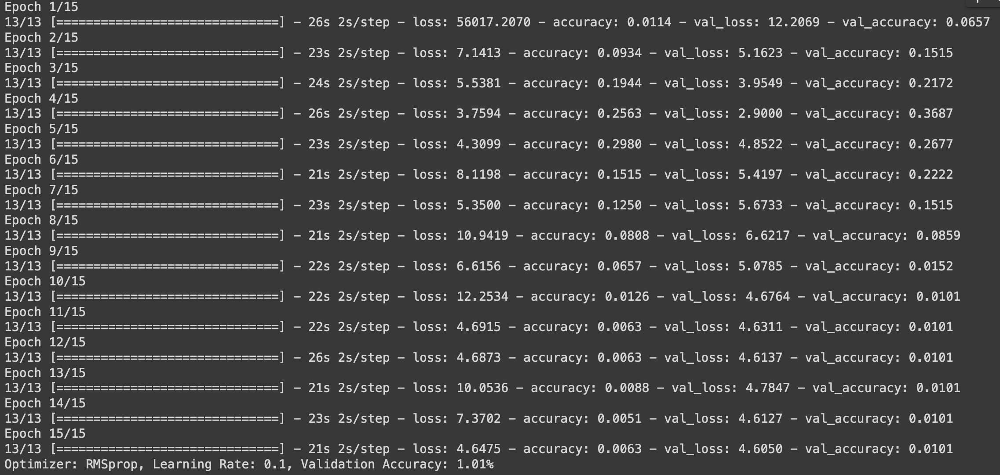 Epoch 1/15
13/13 [==============================] - 26s 2s/step - loss: 56017.2070 - accuracy: 0.0114 - val_loss: 12.2069 - val_accuracy: 0.0657
Epoch 2/15
13/13 [==============================] - 23s 2s/step - loss: 7.1413 - accuracy: 0.0934 - val_loss: 5.1623 - val_accuracy: 0.1515
Epoch 3/15
13/13 [==============================] - 24s 2s/step - loss: 5.5381 - accuracy: 0.1944 - val_loss: 3.9549 - val_accuracy: 0.2172
Epoch 4/15
13/13 [==============================] - 26s 2s/step - loss: 3.7594 - accuracy: 0.2563 - val_loss: 2.9000 - val_accuracy: 0.3687
Epoch 5/15
13/13 [==============================] - 23s 2s/step - loss: 4.3099 - accuracy: 0.2980 - val_loss: 4.8522 - val_accuracy: 0.2677
Epoch 6/15
13/13 [==============================] - 21s 2s/step - loss: 8.1198 - accuracy: 0.1515 - val_loss: 5.4197 - val_accuracy: 0.2222
Epoch 7/15
13/13 [==============================] - 23s 2s/step - loss: 5.3500 - accuracy: 0.1250 - val_loss: 5.6733 - val_accuracy: 0.1515
Epoch 8/15
13/13 [==============================] - 21s 2s/step - loss: 10.9419 - accuracy: 0.0808 - val_loss: 6.6217 - val_accuracy: 0.0859
Epoch 9/15
13/13 [==============================] - 22s 2s/step - loss: 6.6156 - accuracy: 0.0657 - val_loss: 5.0785 - val_accuracy: 0.0152
Epoch 10/15
13/13 [==============================] - 22s 2s/step - loss: 12.2534 - accuracy: 0.0126 - val_loss: 4.6764 - val_accuracy: 0.0101
Epoch 11/15
13/13 [==============================] - 22s 2s/step - loss: 4.6915 - accuracy: 0.0063 - val_loss: 4.6311 - val_accuracy: 0.0101
Epoch 12/15
13/13 [==============================] - 26s 2s/step - loss: 4.6873 - accuracy: 0.0063 - val_loss: 4.6137 - val_accuracy: 0.0101
Epoch 13/15
13/13 [==============================] - 21s 2s/step - loss: 10.0536 - accuracy: 0.0088 - val_loss: 4.7847 - val_accuracy: 0.0101
Epoch 14/15
13/13 [==============================] - 23s 2s/step - loss: 7.3702 - accuracy: 0.0051 - val_loss: 4.6127 - val_accuracy: 0.0101
Epoch 15/15
13/13 [==============================] - 21s 2s/step - loss: 4.6475 - accuracy: 0.0063 - val_loss: 4.6050 - val_accuracy: 0.0101
Optimizer: RMSprop, Learning Rate: 0.1, Validation Accuracy: 1.01%